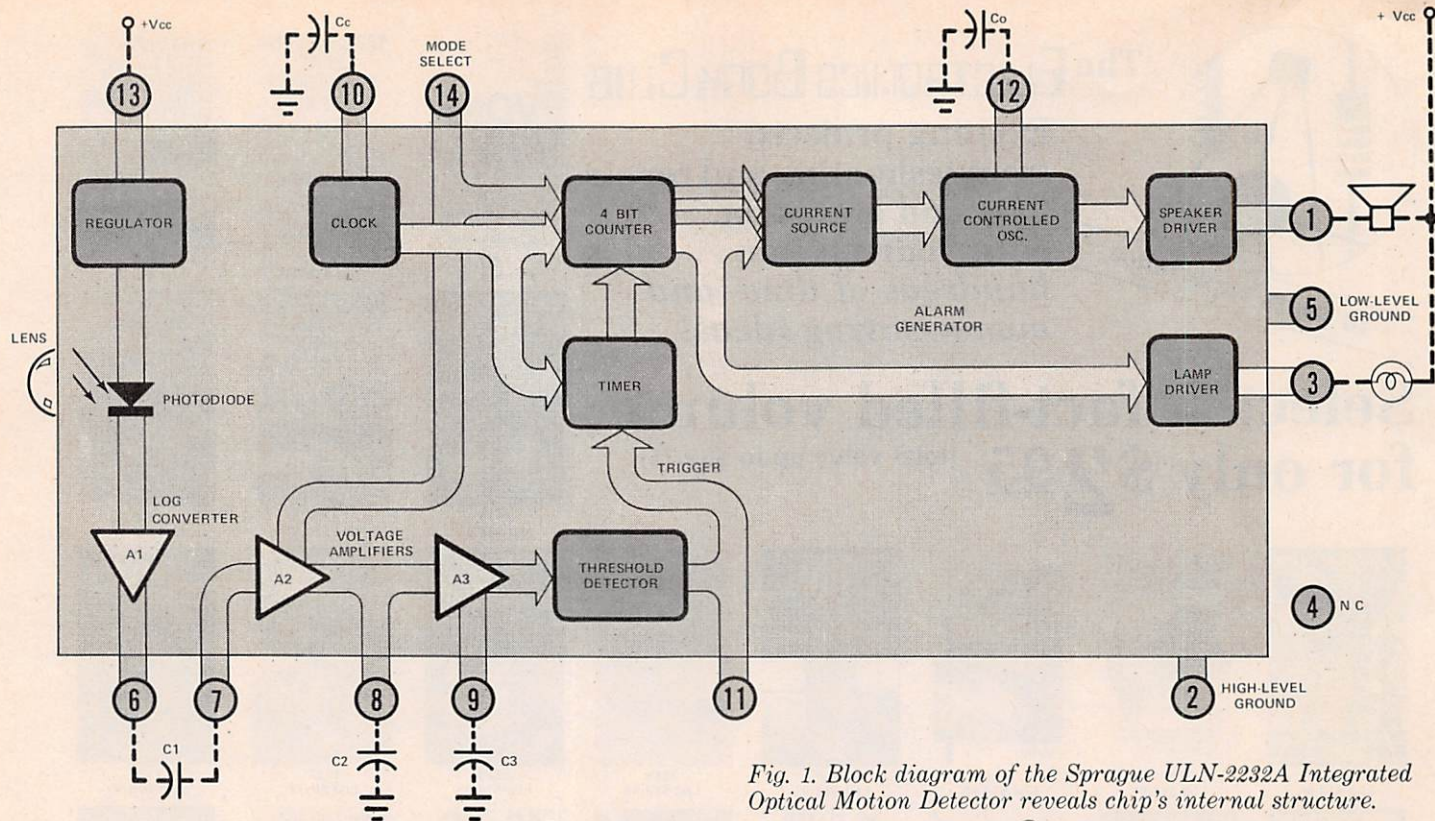 +Vcc
Cc
MODE
SELECT
Co
+ Vcc
13
10
14
12
REGULATOR
CLOCK
4 BIT
COUNTER
CURRENT
SOURCE
CURRENT
CONTROLLED
OSC.
SPEAKER
DRIVER
1
5
LOW-LEVEL
GROUND
ALARM
GENERATOR
LENS
PHOTODIODE
TIMER
LAMP
DRIVER
3
TRIGGER
LOG
CONVERTER
A1
A2
VOLTAGE
AMPLIFIERS
A3
THRESHOLD
DETECTOR
4
N C
6
7
8
9
11
2
HIGH-LEVEL
GROUND
C1
C2
C3
Fig. 1. Block diagram of the Sprague ULN-2232A Integrated
Optical Motion Detector reveals chip's internal structure.